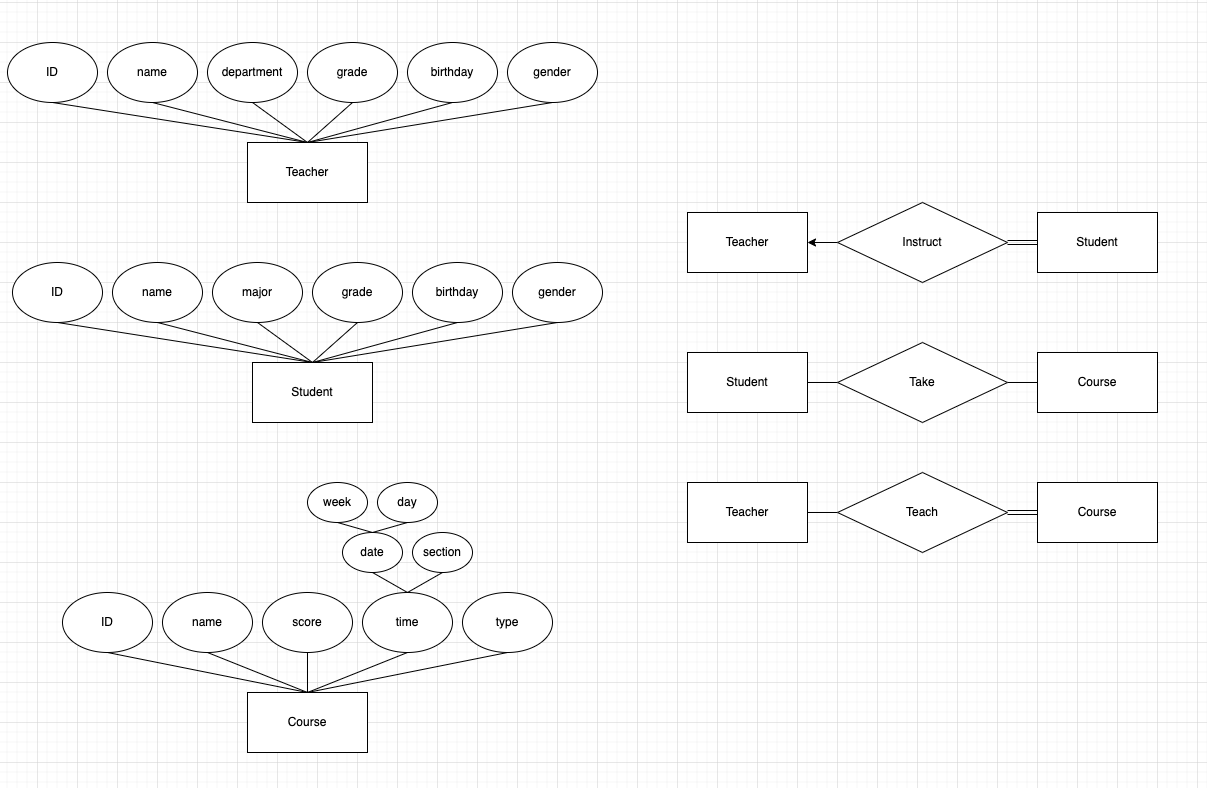 ID
name
department
grade
birthday
gender
Teacher
ID
name
major
grade
birthday
gender
Student
week
day
date
section
ID
name
score
time
type
Course
Teacher
Instruct
Student
Student
Take
Course
Teacher
Teach
Course